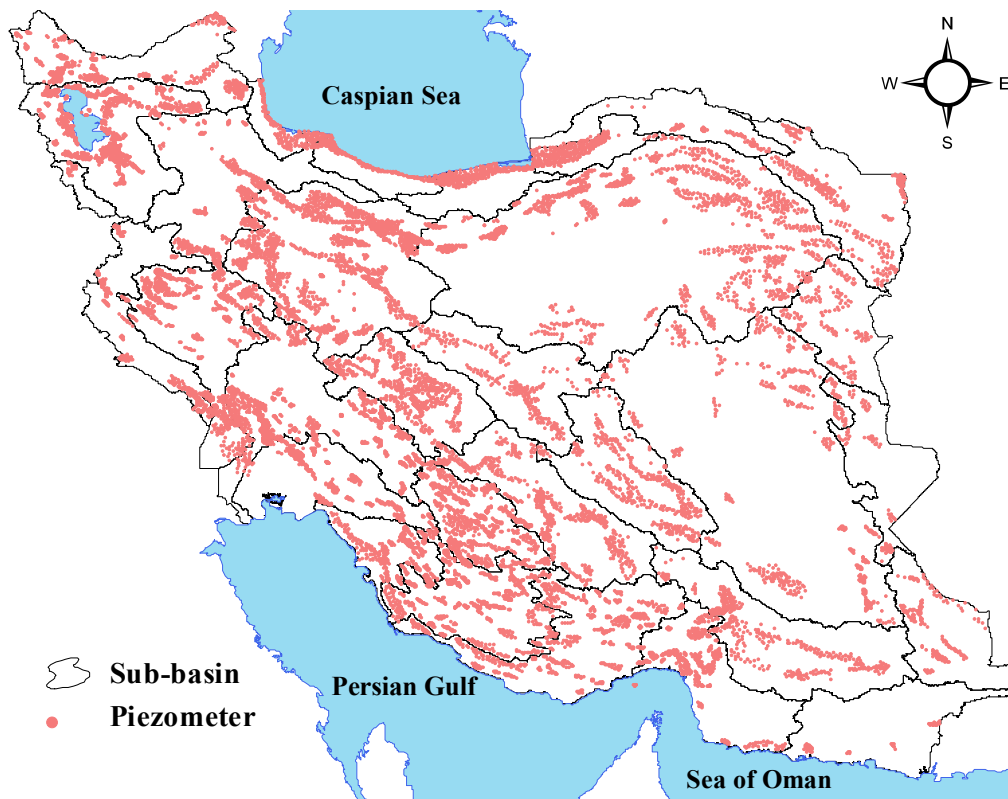 N
Caspian Sea
W
E
S
Sub-basin
Persian Gulf
Piezometer
Sea of Oman